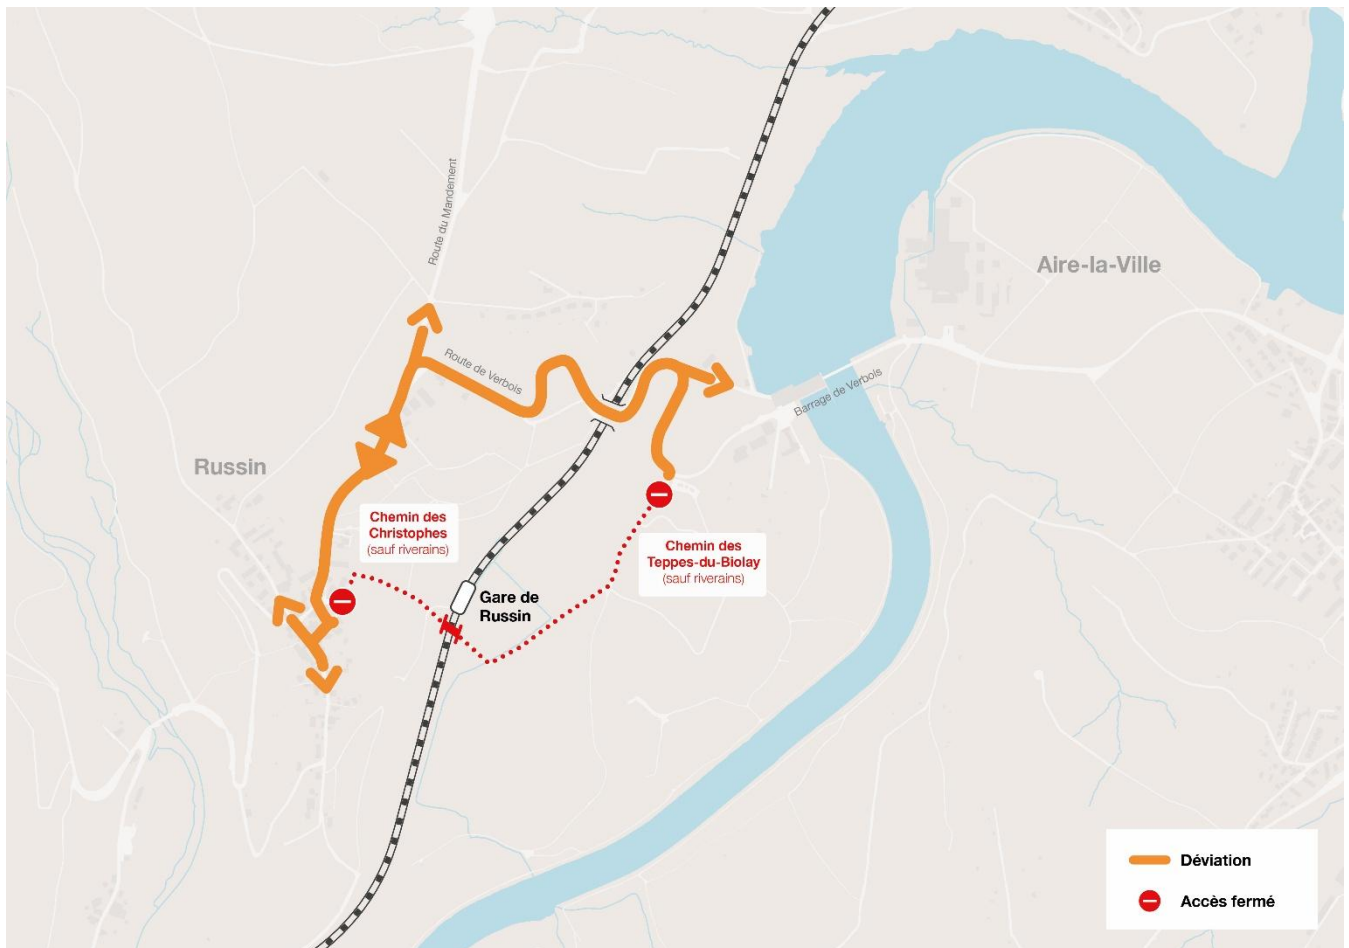 Route du Mandement
Aire-la-Ville
Route de Verbois
Barrage de Verbois
Russin
Chemin des
Christophes
(sauf riverains)
Chemin des
Teppes-du-Biolay
(sauf riverains)
Gare de
Russin
Déviation
Accès fermé